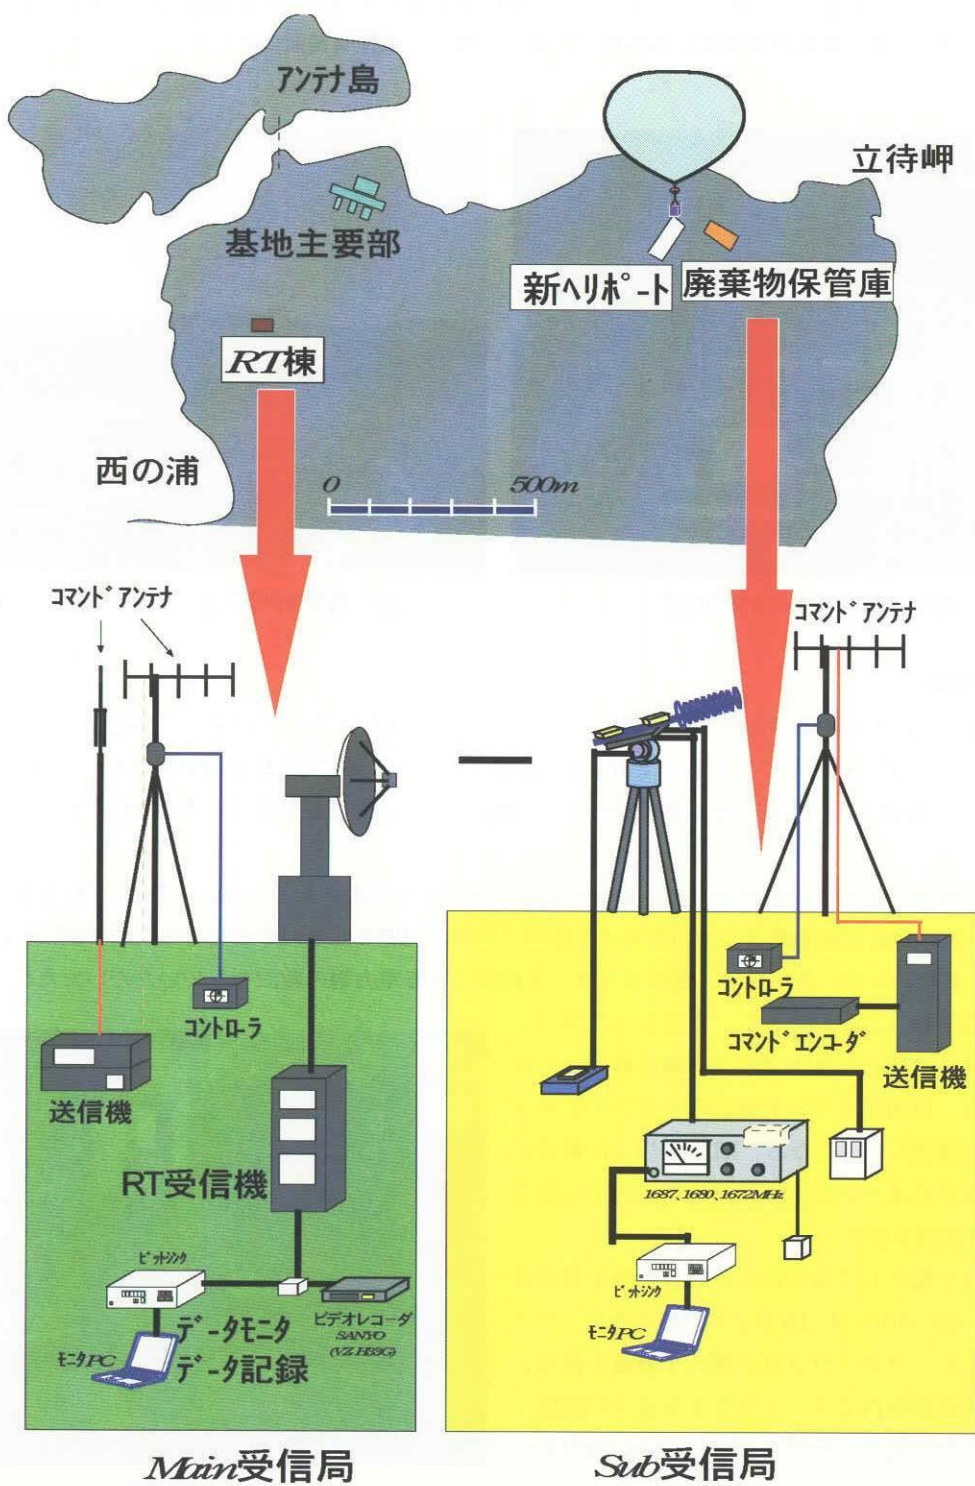 アンテナ島
立待岬
基地主要部
新ヘリポート
廃棄物保管庫
RT棟
西の浦
0 500m
コマンドアンテナ
コマンドアンテナ
コントローラ
コントローラ
コマンドエンコーダ
送信機
送信機
RT受信機
1687、1680、1672MHz
ビットシンク
ビットシンク
データモニタ
データ記録
ビデオレコーダ
SANYO
モニタPC
モニタPC
Main受信局
Sub受信局